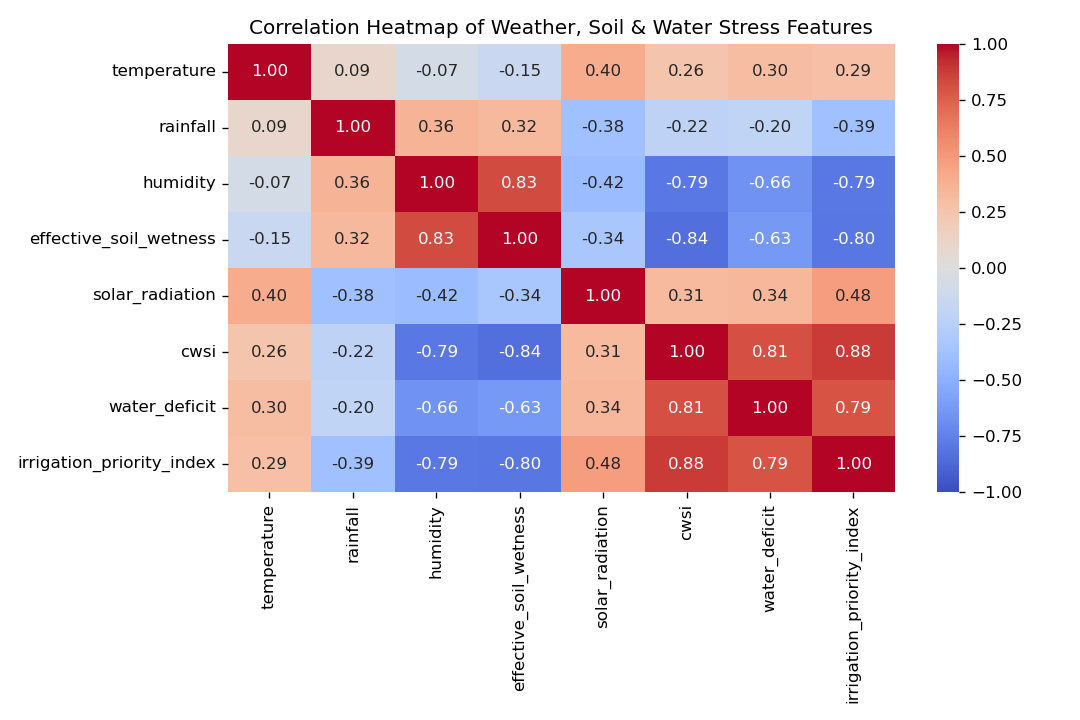 Correlation Heatmap of Weather, Soil & Water Stress Features
temperature 1.00 0.09 -0.07 -0.15 0.40 0.26 0.30 0.29
rainfall 0.09 1.00 0.36 0.32 -0.38 -0.22 -0.20 -0.39
humidity -0.07 0.36 1.00 0.83 -0.42 -0.79 -0.66 -0.79
effective_soil_wetness -0.15 0.32 0.83 1.00 -0.34 -0.84 -0.63 -0.80
solar_radiation 0.40 -0.38 -0.42 -0.34 1.00 0.31 0.34 0.48
cwsi 0.26 -0.22 -0.79 -0.84 0.31 1.00 0.81 0.88
water_deficit 0.30 -0.20 -0.66 -0.63 0.34 0.81 1.00 0.79
irrigation_priority_index 0.29 -0.39 -0.79 -0.80 0.48 0.88 0.79 1.00
temperature
rainfall
humidity
effective_soil_wetness
solar_radiation
cwsi
water_deficit
irrigation_priority_index
1.00
0.75
0.50
0.25
0.00
−0.25
−0.50
−0.75
−1.00